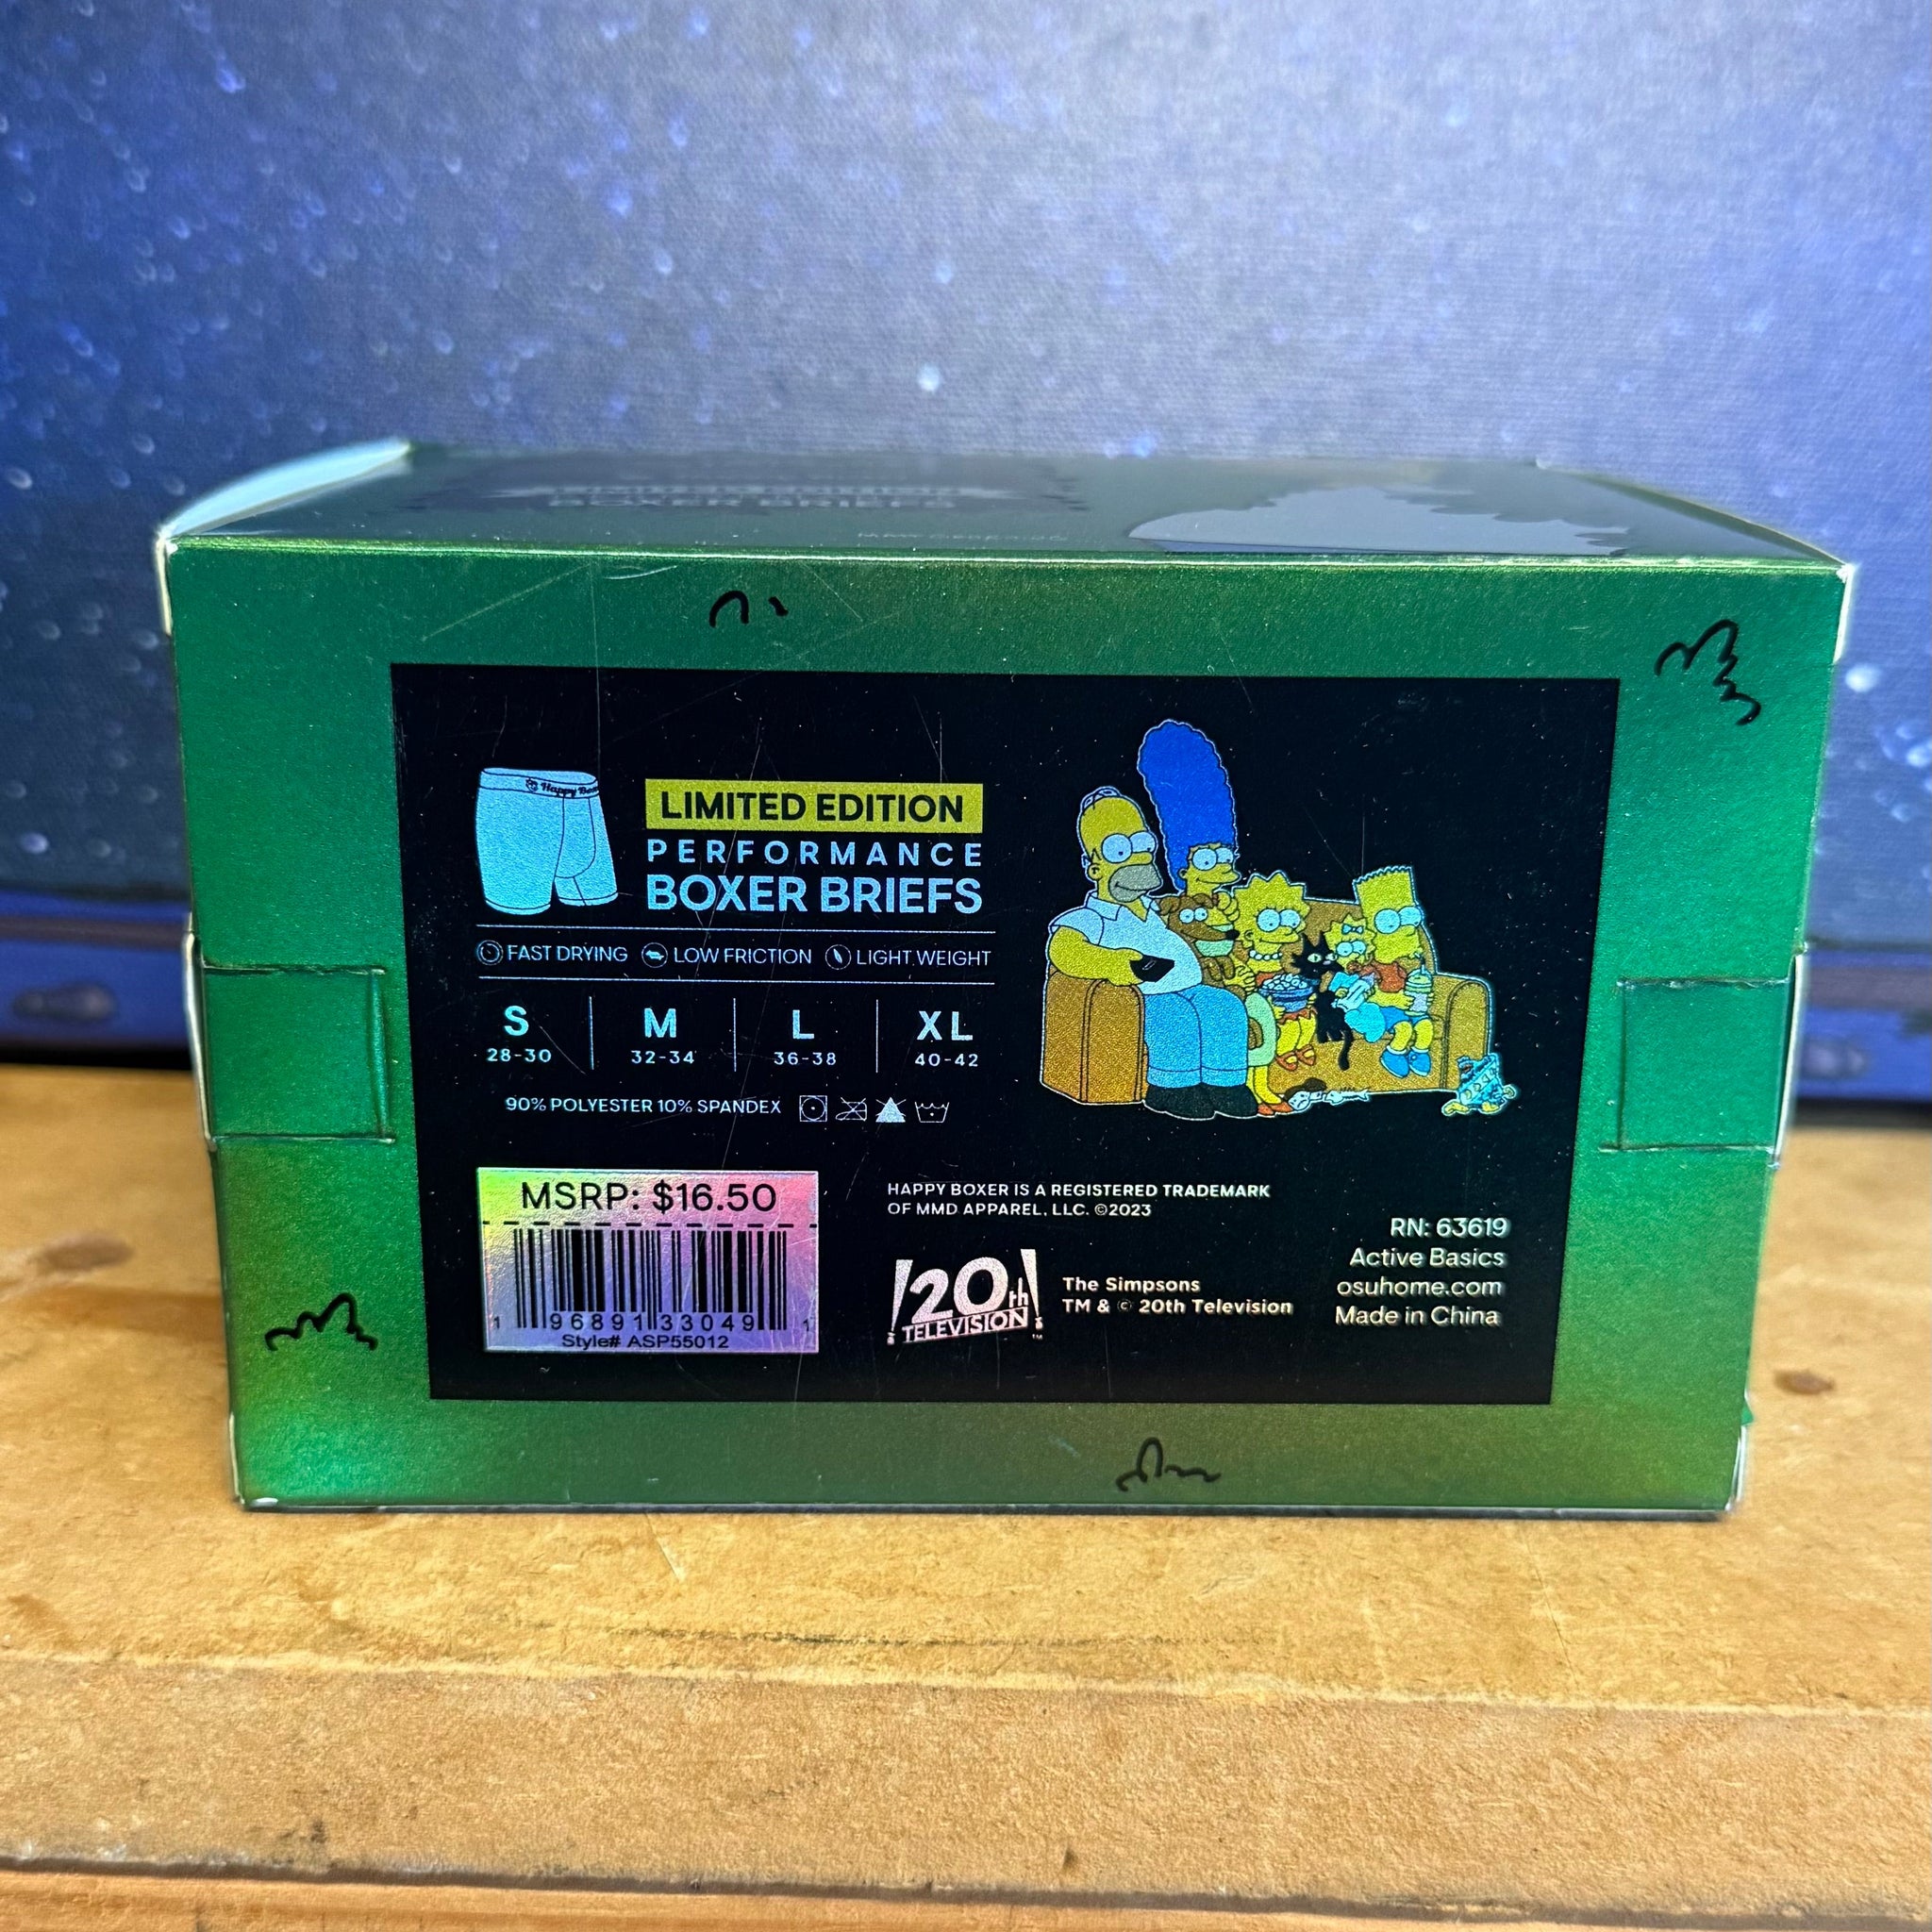 BOXER BRIEFS
Happy
LIMITED EDITION
PERFORMANCE
BOXER BRIEFS
FAST DRYING LOW FRICTION LIGHT WEIGHT
S M L XL
28-30 32-34 36-38 40-42
90% POLYESTER 10% SPANDEX
MSRP: $16.50
1 96891 33049 1
Style# ASP55012
HAPPY BOXER IS A REGISTERED TRADEMARK
OF MMD APPAREL, LLC. ©2023
20th
TELEVISION
The Simpsons
TM & © 20th Television
RN: 63619
Active Basics
osuhome.com
Made in China